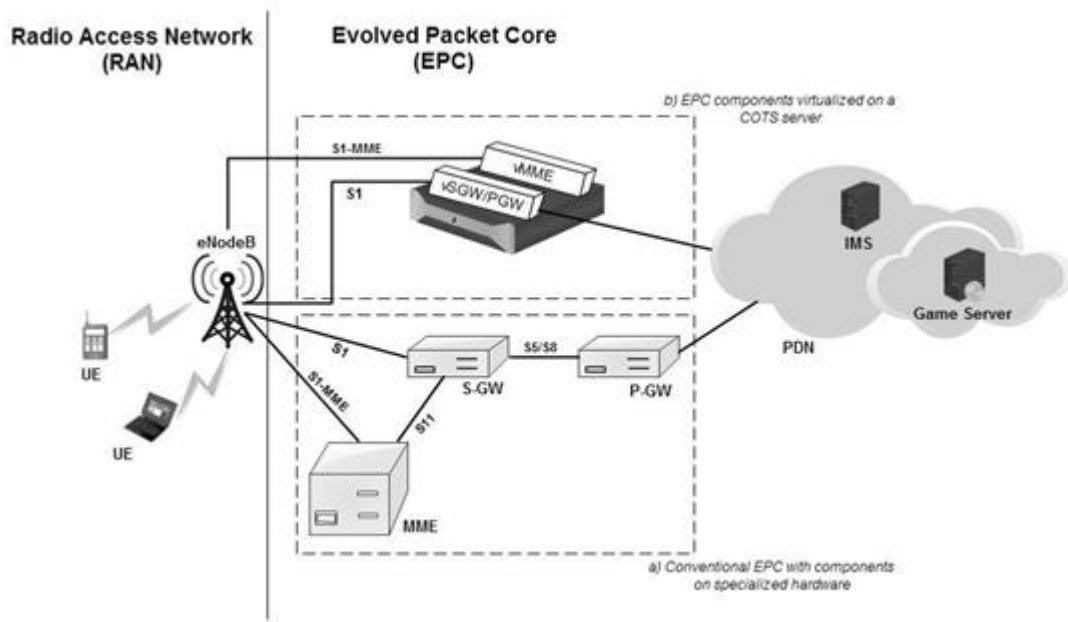 Radio Access Network
(RAN)
Evolved Packet Core
(EPC)
b) EPC components virtualized on a
COTS server
S1-MME
vMME
S1
vSGW/PGW
eNodeB
IMS
Game Server
PDN
UE
UE
S1
S5/S8
S-GW
P-GW
S1-MME
S11
MME
a) Conventional EPC with components
on specialized hardware